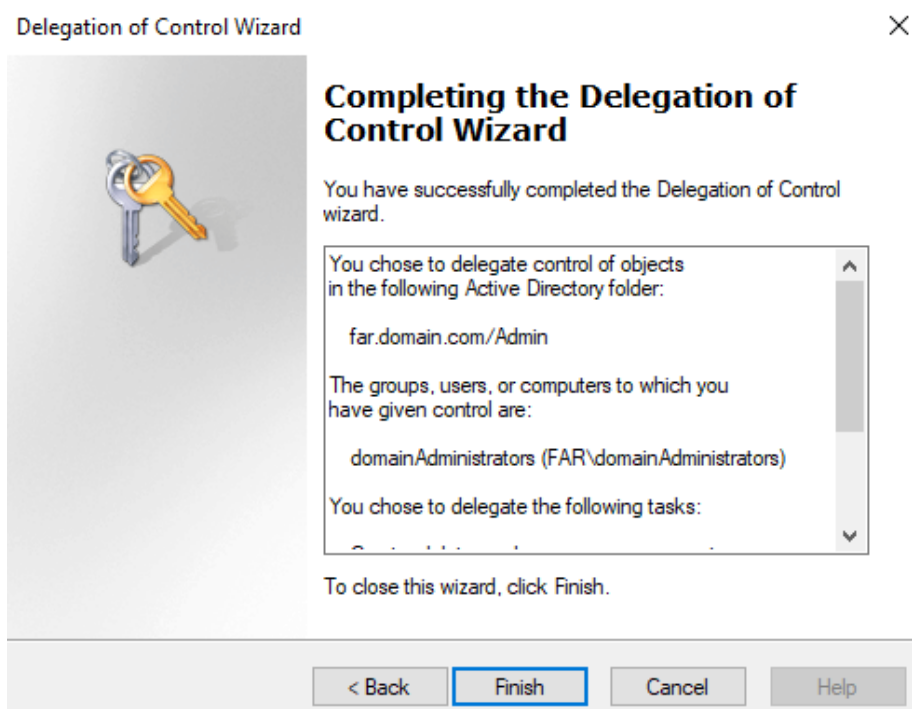 Delegation of Control Wizard
Completing the Delegation of
Control Wizard
You have successfully completed the Delegation of Control
wizard.
You chose to delegate control of objects
in the following Active Directory folder:
far.domain.com/Admin
The groups, users, or computers to which you
have given control are:
domainAdministrators (FAR\domainAdministrators)
You chose to delegate the following tasks:
To close this wizard, click Finish.
< Back
Finish
Cancel
Help